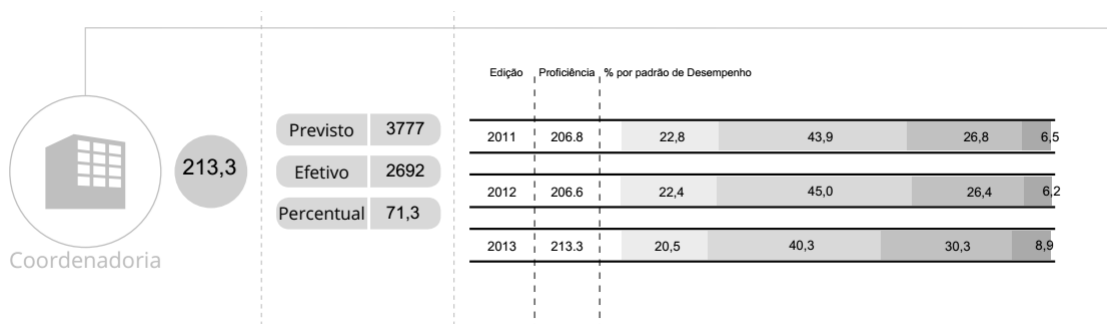 Coordenadoria
213,3
Previsto 3777
Efetivo 2692
Percentual 71,3
Edição Proficiência % por padrão de Desempenho
2011 206.8 22,8 43,9 26,8 6,5
2012 206.6 22,4 45,0 26,4 6,2
2013 213.3 20,5 40,3 30,3 8,9